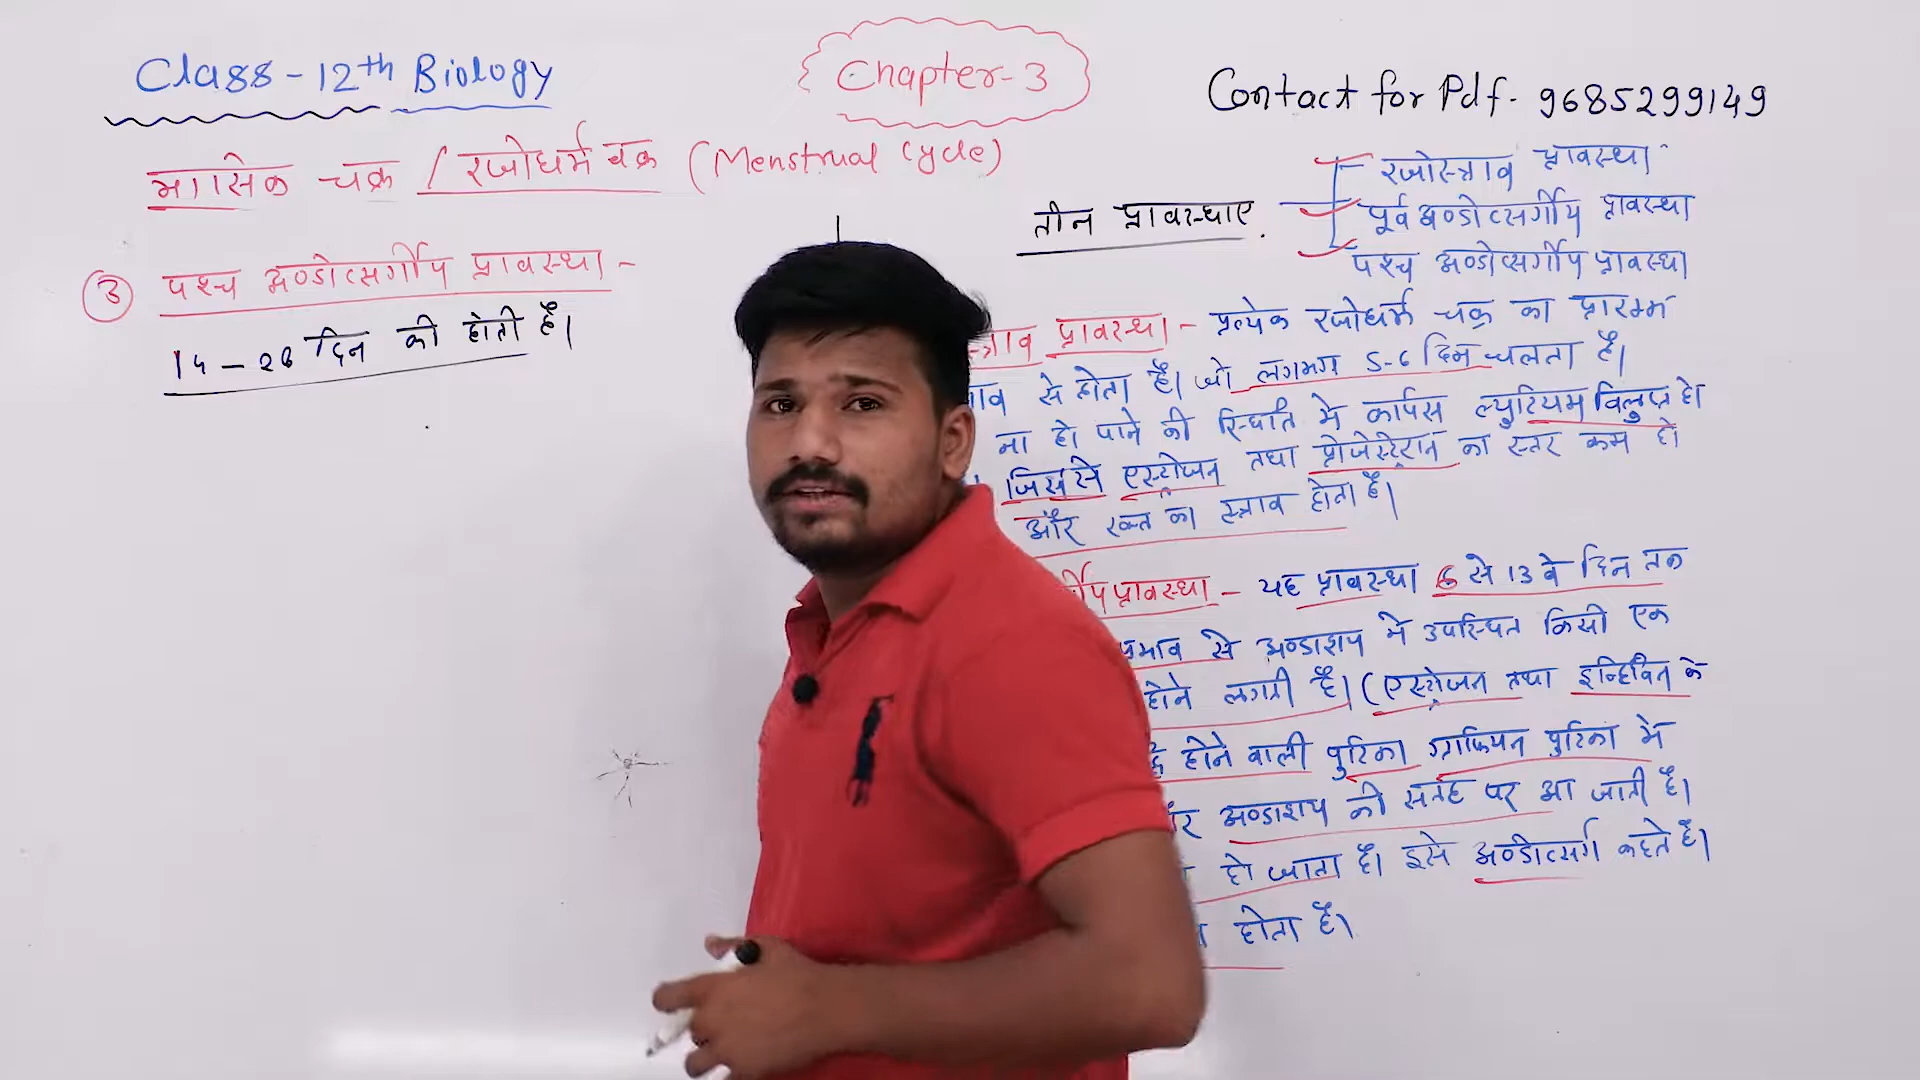 Class - 12th Biology
Chapter-3
Contact for Pdf. 9685299149
मासिक चक्र / रजोधर्म चक्र (Menstrual Cycle)
तीन प्रावस्थाए
रजोस्त्राव प्रावस्था
पूर्व अण्डोत्सर्गीय प्रावस्था
पश्च अण्डोत्सर्गीय प्रावस्था
③ पश्च अण्डोत्सर्गीय प्रावस्था -
14 - 28 दिन की होती है।
स्त्राव प्रावस्था। - प्रत्येक रजोधर्म चक्र का प्रारम्भ
से होता है। जो लगभग 5-6 दिन चलता है।
ना हो पाने की स्थिति में कार्पस ल्युटियम विलुप्त हो
जिससे एस्ट्रोजन तथा प्रोजेस्ट्रान का स्तर कम हो
और रक्त का स्त्राव होता है।
र्गीय प्रावस्था - यह प्रावस्था 6 से 13 वे दिन तक
प्रभाव से अण्डाशय मे उपस्थित किसी एक
होने लगती है। (एस्ट्रोजन तथा इन्हिबिन के
होने वाली पुटिका ग्राफियन पुटिका मे
अण्डाशय की सतह पर आ जाती है।
हो जाता है। इसे अण्डोत्सर्ग कहते है।
होता है।